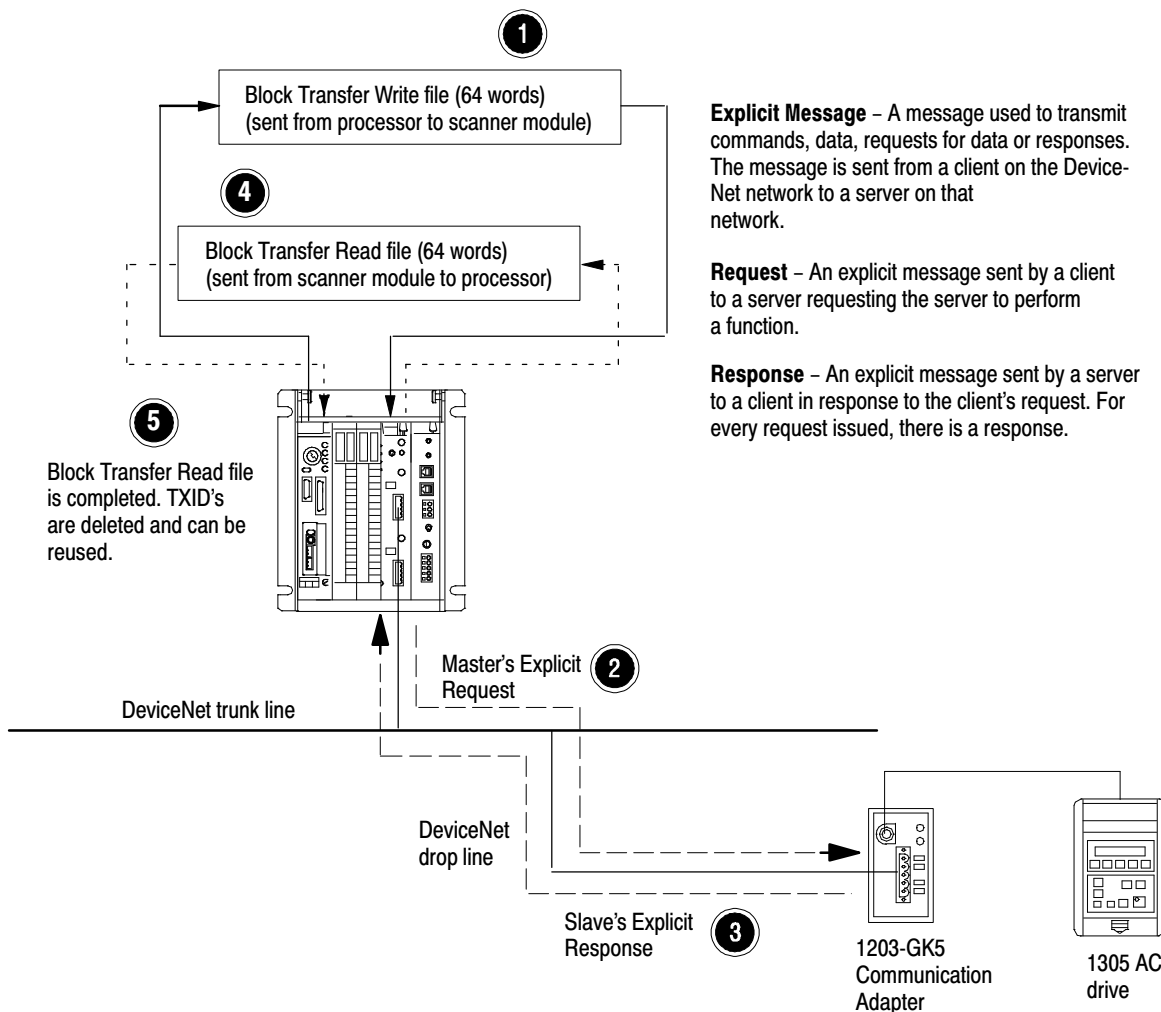 1
Block Transfer Write file (64 words)
(sent from processor to scanner module)
4
Block Transfer Read file (64 words)
(sent from scanner module to processor)
Explicit Message – A message used to transmit
commands, data, requests for data or responses.
The message is sent from a client on the Device-
Net network to a server on that
network.
Request – An explicit message sent by a client
to a server requesting the server to perform
a function.
Response – An explicit message sent by a server
to a client in response to the client's request. For
every request issued, there is a response.
5
Block Transfer Read file
is completed. TXID's
are deleted and can be
reused.
Master's Explicit
Request
2
DeviceNet trunk line
DeviceNet
drop line
Slave's Explicit
Response
3
1203-GK5
Communication
Adapter
1305 AC
drive